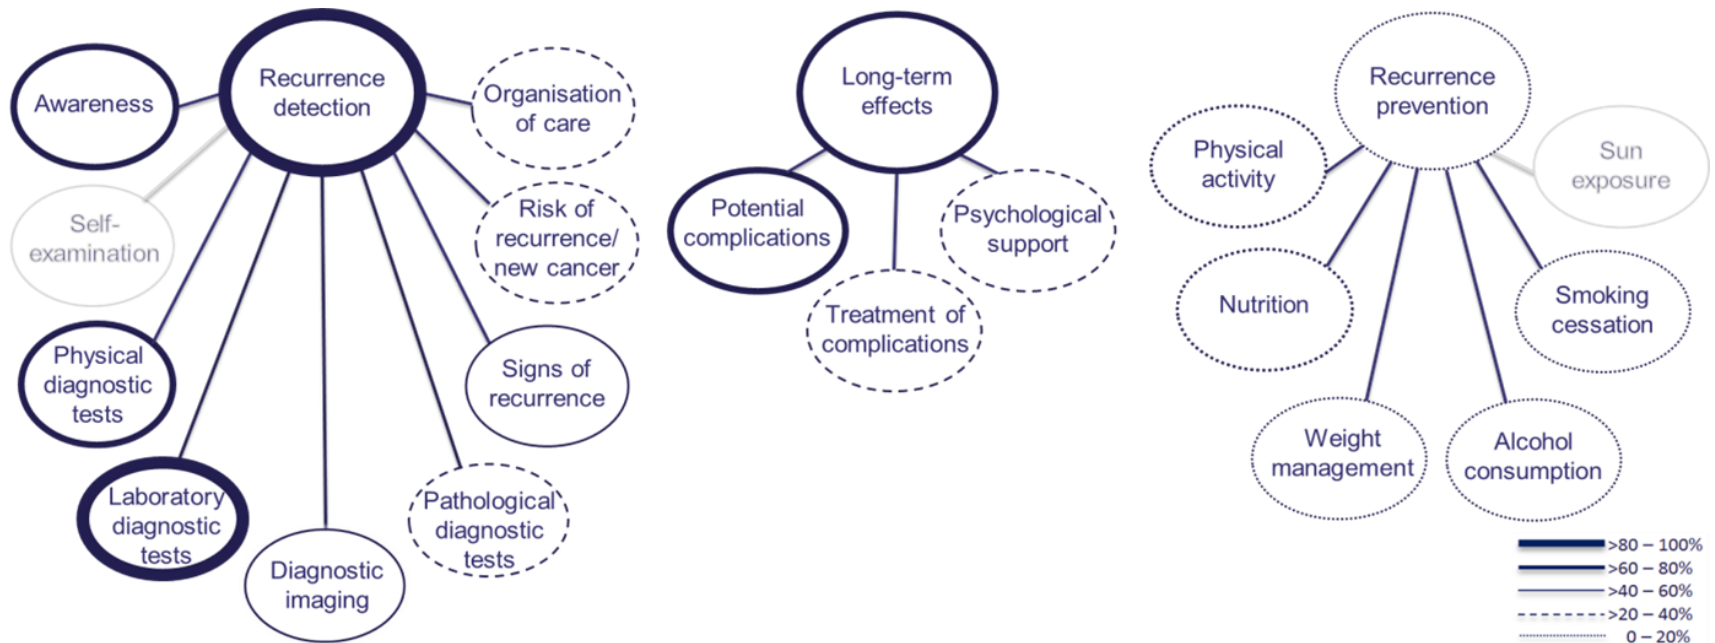 Recurrence
detection
Awareness
Organisation
of care
Self-
examination
Risk of
recurrence/
new cancer
Physical
diagnostic
tests
Signs of
recurrence
Laboratory
diagnostic
tests
Pathological
diagnostic
tests
Diagnostic
imaging
Long-term
effects
Potential
complications
Psychological
support
Treatment of
complications
Recurrence
prevention
Physical
activity
Sun
exposure
Nutrition
Smoking
cessation
Weight
management
Alcohol
consumption
>80 – 100%
>60 – 80%
>40 – 60%
>20 – 40%
0 – 20%